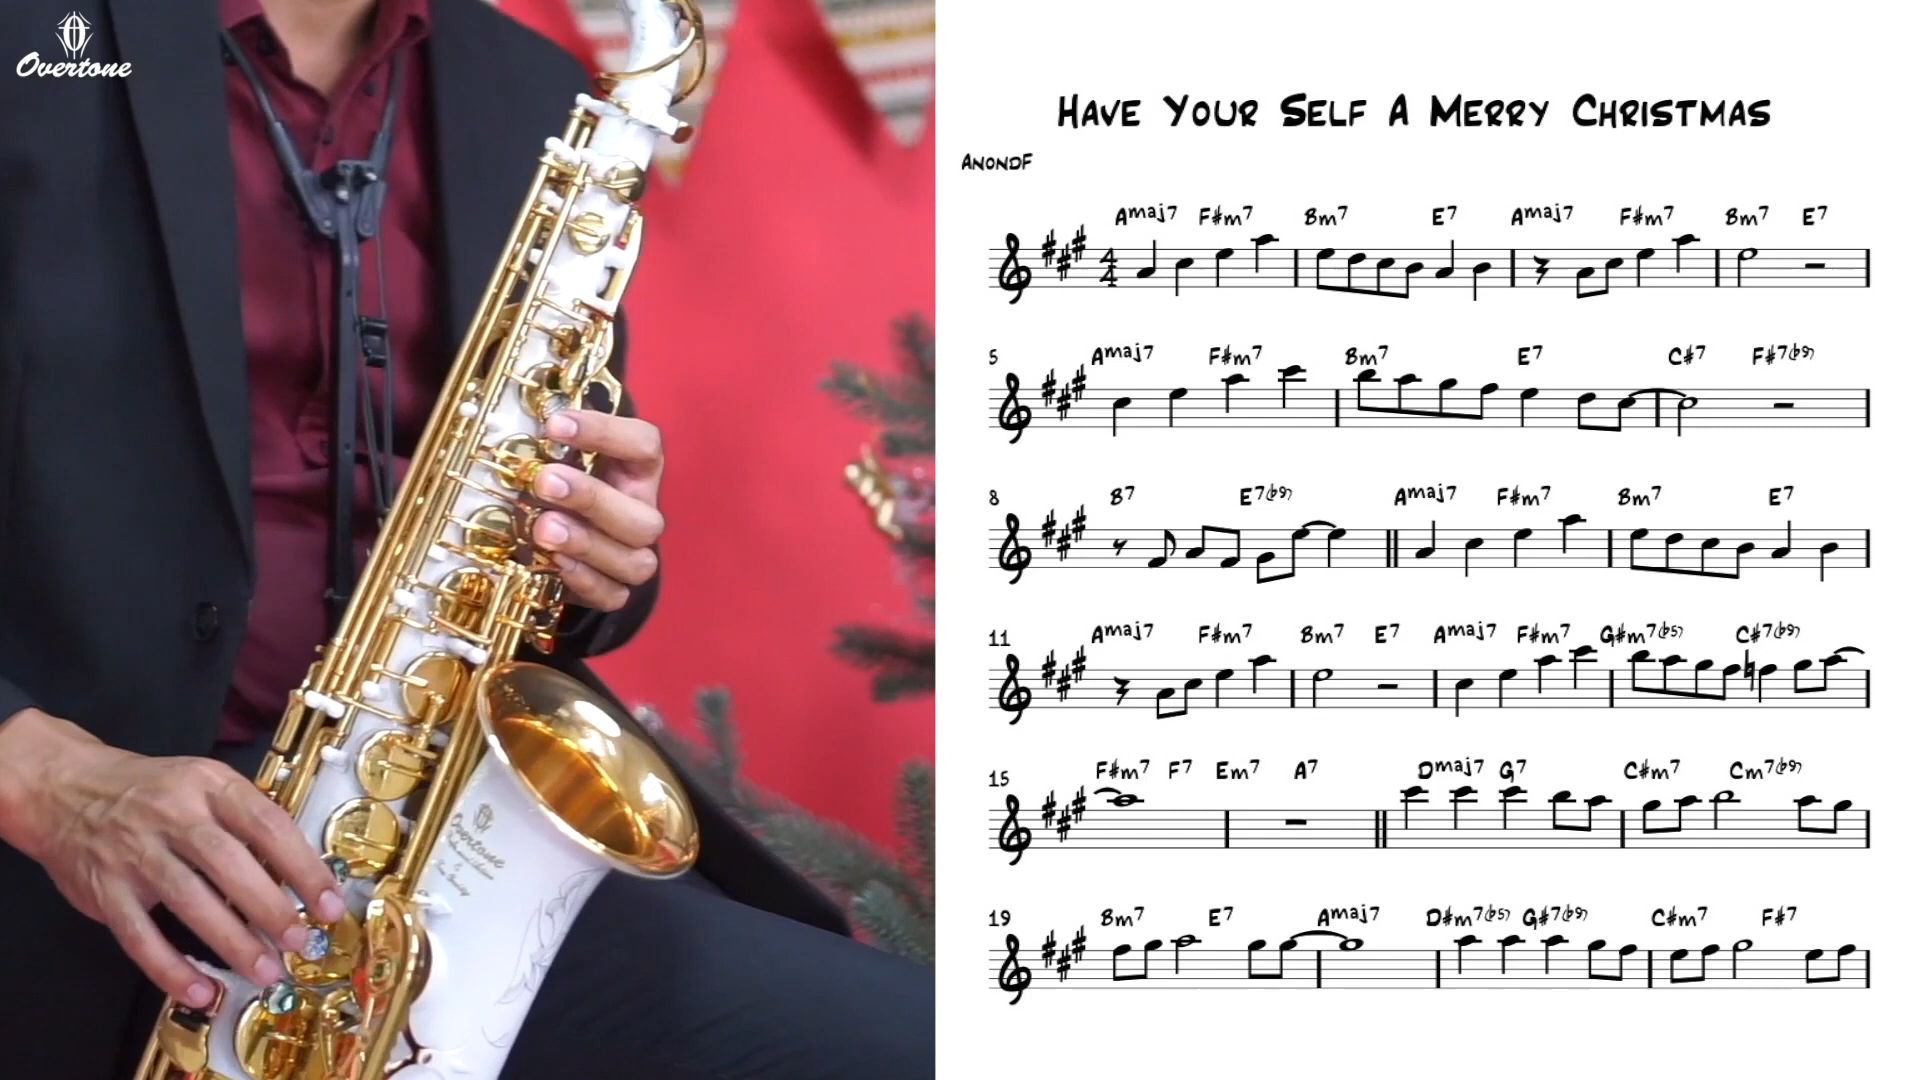 Overtone
HAVE YOUR SELF A MERRY CHRISTMAS
ANONDF
Amaj7 F#m7 Bm7 E7 Amaj7 F#m7 Bm7 E7
4
4
5 Amaj7 F#m7 Bm7 E7 C#7 F#7(b9)
8 B7 E7(b9) Amaj7 F#m7 Bm7 E7
11 Amaj7 F#m7 Bm7 E7 Amaj7 F#m7 G#m7(b5) C#7(b9)
15 F#m7 F7 Em7 A7 Dmaj7 G7 C#m7 Cm7(b9)
19 Bm7 E7 Amaj7 D#m7(b5) G#7(b9) C#m7 F#7
Overtone